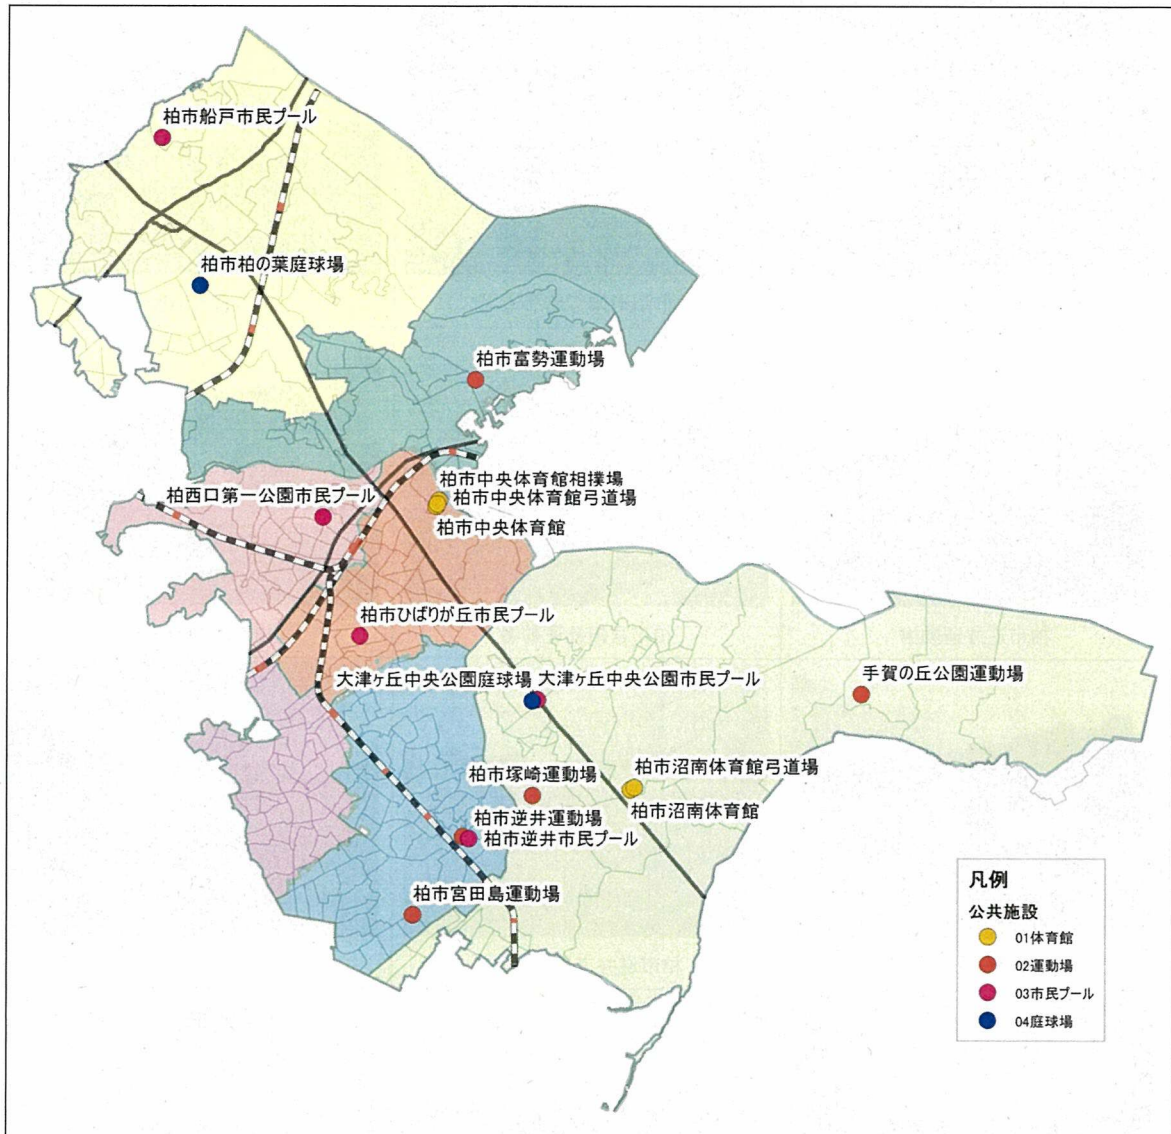 柏市船戸市民プール
柏市柏の葉庭球場
柏市富勢運動場
柏市中央体育館相撲場
柏西口第一公園市民プール
柏市中央体育館弓道場
柏市中央体育館
柏市ひばりが丘市民プール
大津ヶ丘中央公園庭球場
大津ヶ丘中央公園市民プール
手賀の丘公園運動場
柏市塚崎運動場
柏市沼南体育館弓道場
柏市沼南体育館
柏市逆井運動場
柏市逆井市民プール
柏市宮田島運動場
凡例
公共施設
01体育館
02運動場
03市民プール
04庭球場